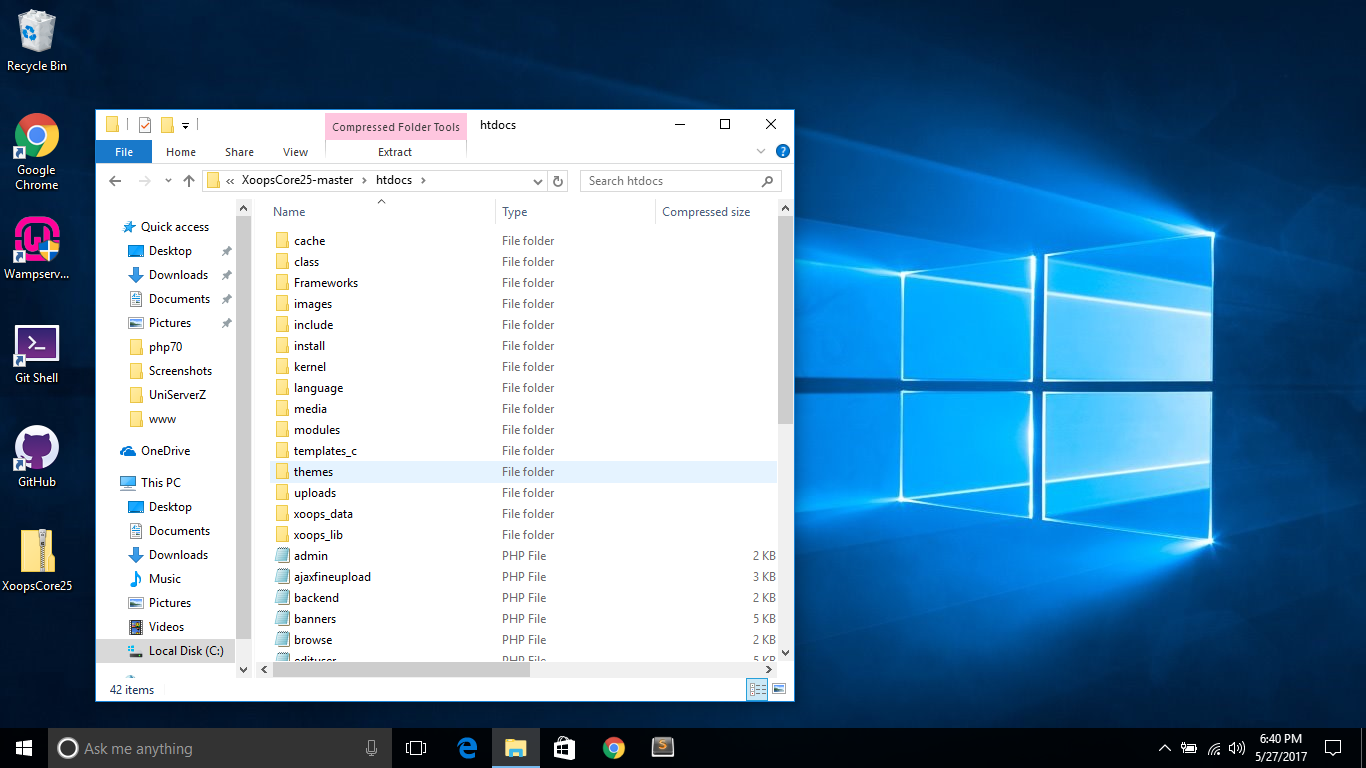 Recycle Bin
Google
Chrome
Wampserv...
Git Shell
GitHub
XoopsCore25
Compressed Folder Tools
htdocs
File
Home
Share
View
Extract
« XoopsCore25-master > htdocs >
Search htdocs
Quick access
Desktop
Downloads
Documents
Pictures
php70
Screenshots
UniServerZ
www
OneDrive
This PC
Desktop
Documents
Downloads
Music
Pictures
Videos
Local Disk (C:)
Name Type Compressed size
cache File folder
class File folder
Frameworks File folder
images File folder
include File folder
install File folder
kernel File folder
language File folder
media File folder
modules File folder
templates_c File folder
themes File folder
uploads File folder
xoops_data File folder
xoops_lib File folder
admin PHP File 2 KB
ajaxfineupload PHP File 3 KB
backend PHP File 2 KB
banners PHP File 5 KB
browse PHP File 2 KB
edituser PHP File 5 KB
42 items
Ask me anything
6:40 PM
5/27/2017